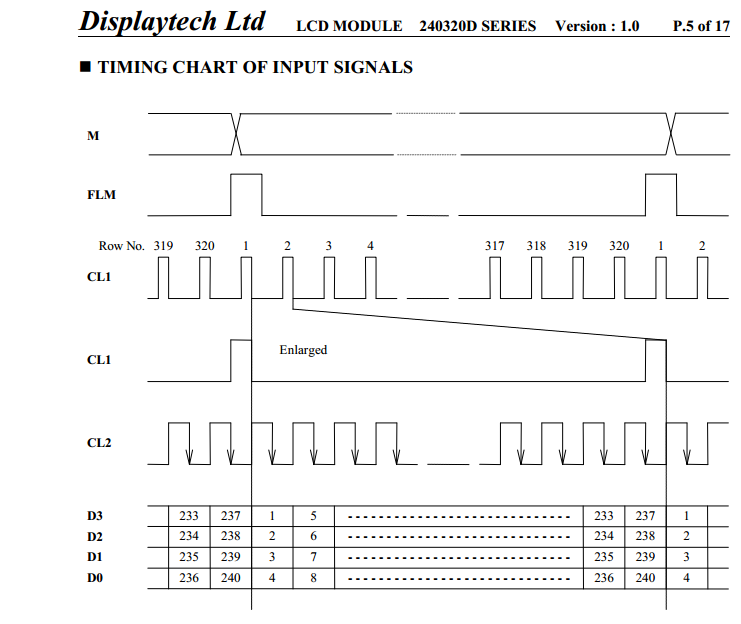 Displaytech Ltd LCD MODULE 240320D SERIES Version : 1.0 P.5 of 17
■ TIMING CHART OF INPUT SIGNALS
M
FLM
Row No. 319 320 1 2 3 4 317 318 319 320 1 2
CL1
Enlarged
CL1
CL2
D3 233 237 1 5 233 237 1
D2 234 238 2 6 234 238 2
D1 235 239 3 7 235 239 3
D0 236 240 4 8 236 240 4